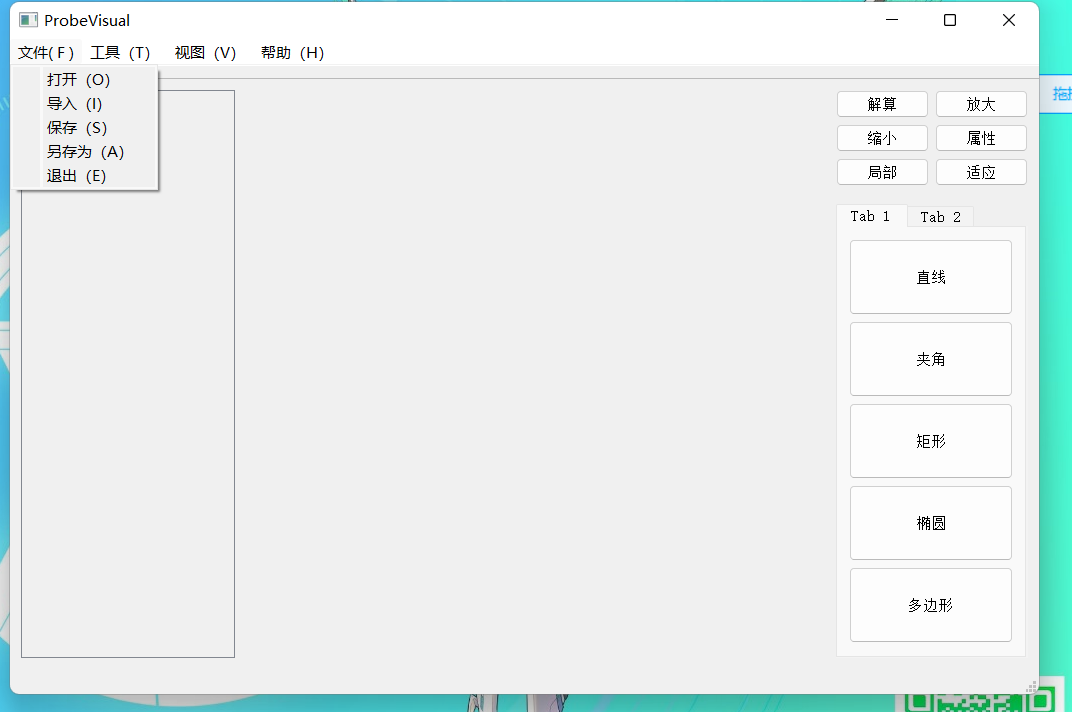 ProbeVisual
文件(F) 工具 (T) 视图 (V) 帮助 (H)
打开 (O)
导入 (I)
保存 (S)
另存为 (A)
退出 (E)
解算 放大
缩小 属性
局部 适应
Tab 1 Tab 2
直线
夹角
矩形
椭圆
多边形